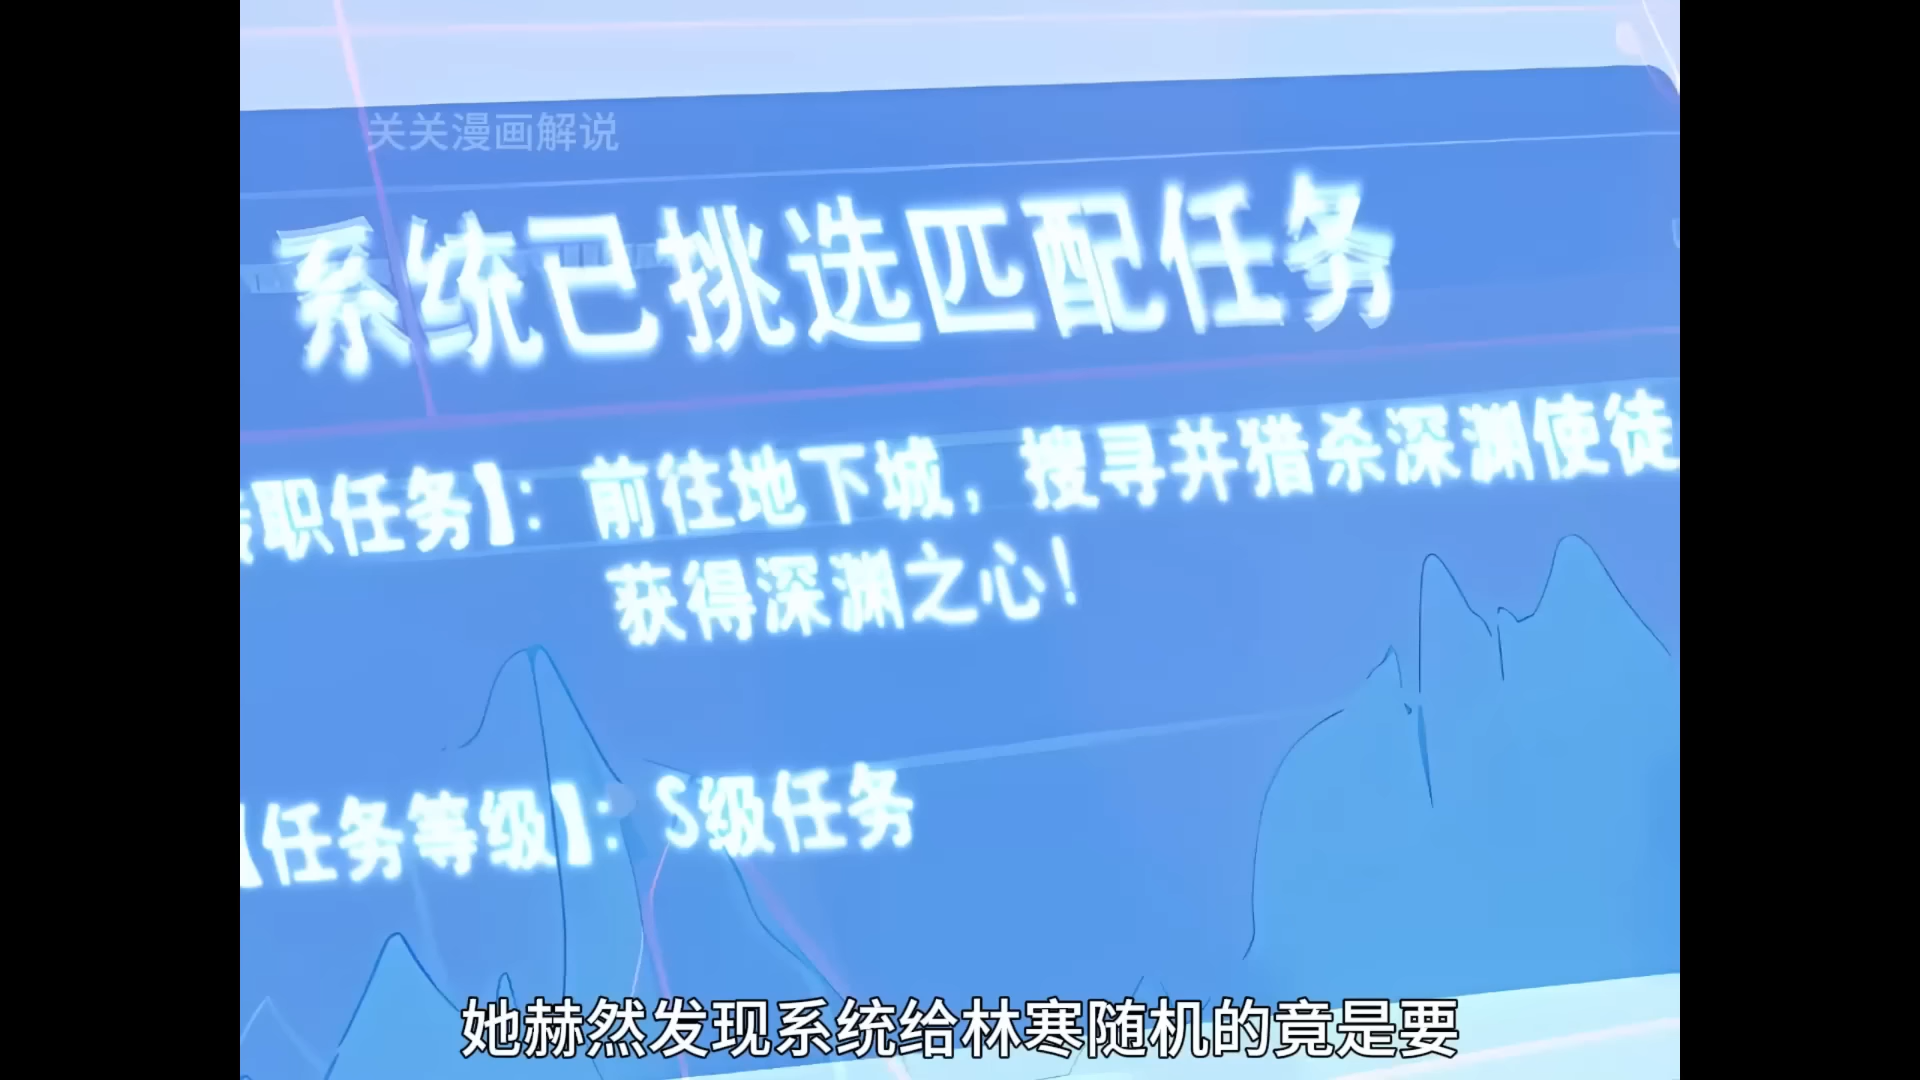 关关漫画解说
系统已挑选匹配任务
职任务】：前往地下城，搜寻并猎杀深渊使徒
获得深渊之心！
【任务等级】：S级任务
她赫然发现系统给林寒随机的竟是要